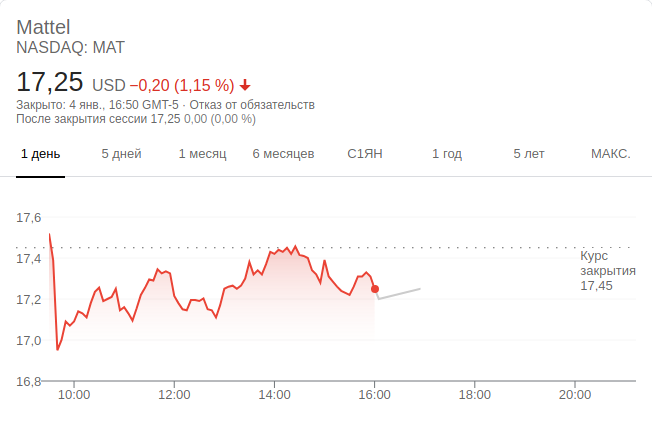 Mattel
NASDAQ: MAT
17,25 USD −0,20 (1,15 %)
Закрыто: 4 янв., 16:50 GMT-5 · Отказ от обязательств
После закрытия сессии 17,25 0,00 (0,00 %)
1 день 5 дней 1 месяц 6 месяцев С1ЯН 1 год 5 лет МАКС.
17,6
17,4
17,2
17,0
16,8
Курс
закрытия
17,45
10:00 12:00 14:00 16:00 18:00 20:00